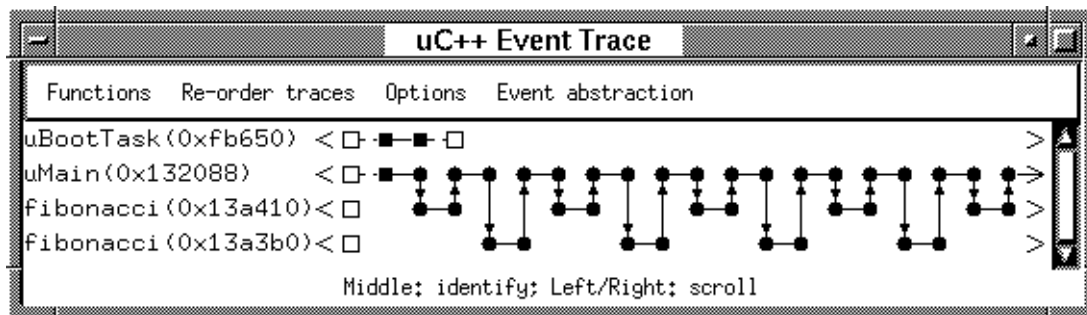 uC++ Event Trace
Functions Re-order traces Options Event abstraction
uBootTask(0xfb650) < >
uMain(0x132088) < >
fibonacci(0x13a410)< >
fibonacci(0x13a3b0)< >
Middle: identify; Left/Right: scroll